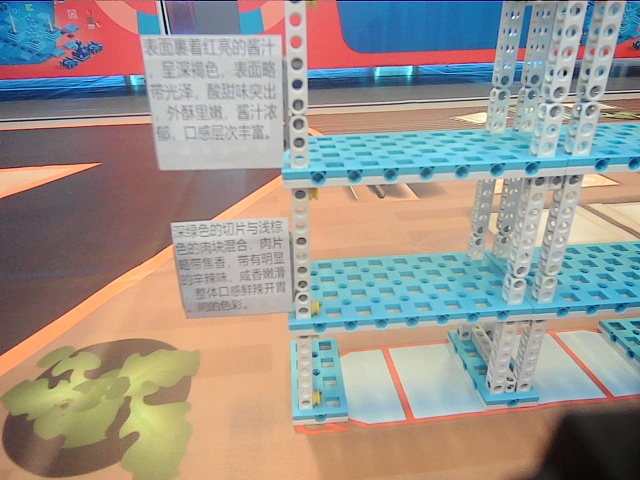 表面裹着红亮的酱汁
呈深褐色，表面略
带光泽，酸甜味突出
外酥里嫩，酱汁浓
郁，口感层次丰富。
深绿色的切片与浅棕
色的肉块混合，肉片
略带焦香，带有明显
的辛辣味，咸香嫩滑
整体口感鲜辣开胃
的色彩。